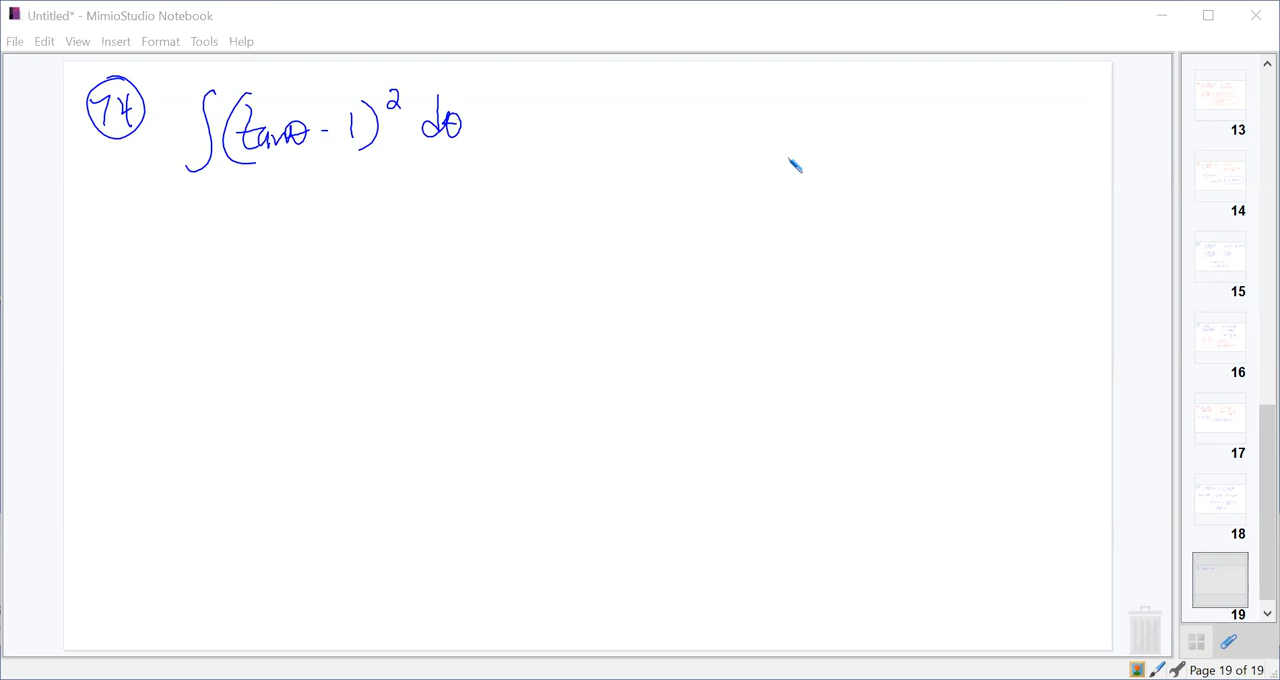 Untitled* - MimioStudio Notebook
File Edit View Insert Format Tools Help
74 ∫(tanθ - 1)² dθ
13
14
15
16
17
18
19
Page 19 of 19